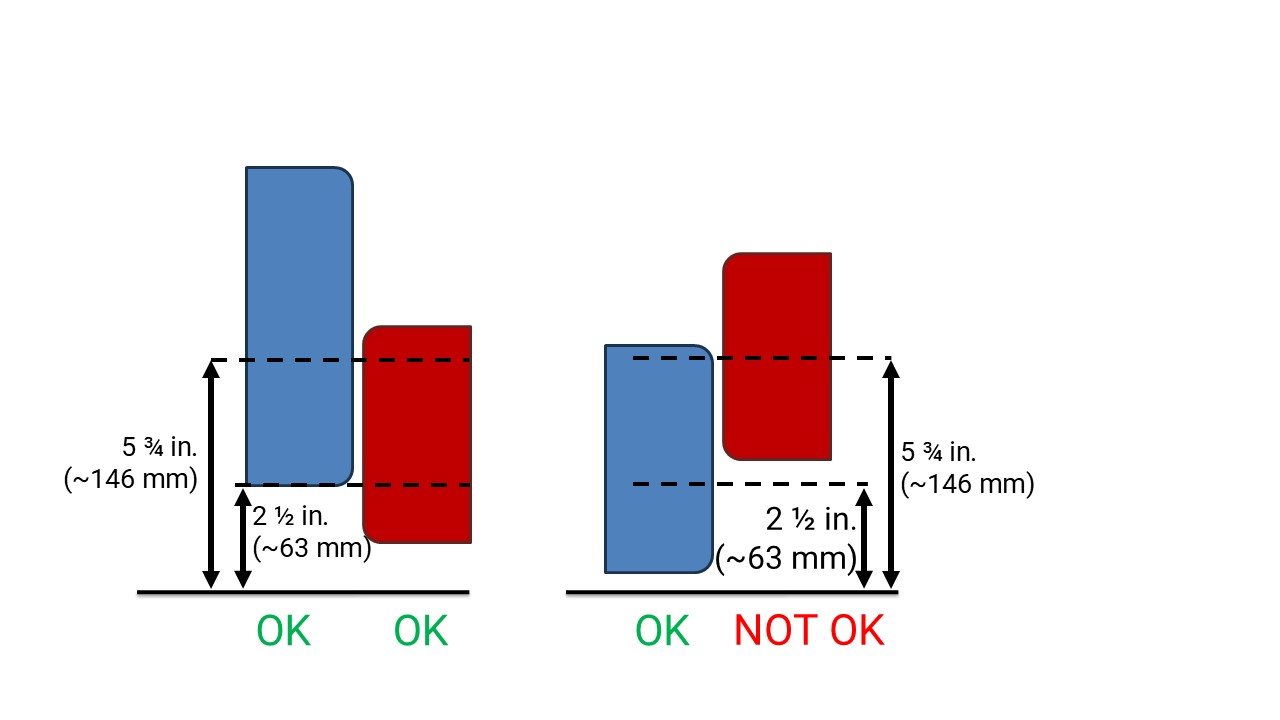 5 ¾ in.
(~146 mm)
2 ½ in.
(~63 mm)
OK
OK
5 ¾ in.
(~146 mm)
2 ½ in.
(~63 mm)
OK
NOT OK